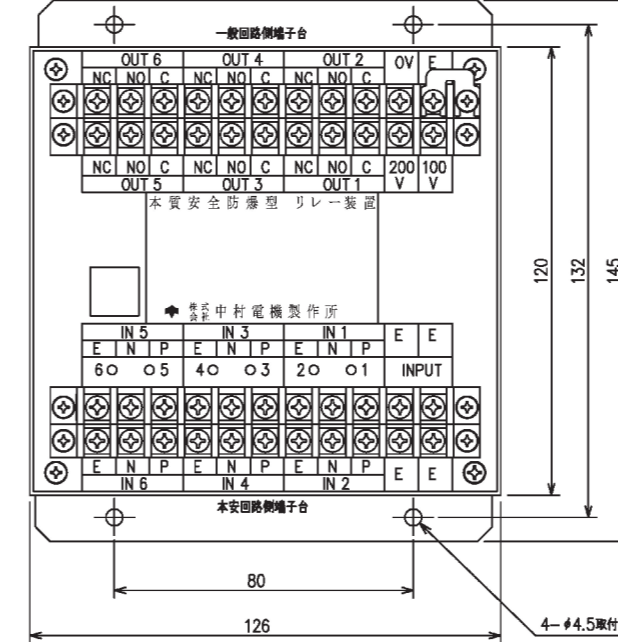 一般回路側端子台
OUT 6 OUT 4 OUT 2 0V E
NC NO C NC NO C NC NO C
NC NO C NC NO C NC NO C 200 V 100 V
OUT 5 OUT 3 OUT 1
本質安全防爆型 リレー装置
株式会社 中村電機製作所
IN 5 IN 3 IN 1 E E
E N P E N P E N P
6 5 4 3 2 1 INPUT
E N P E N P E N P E E
IN 6 IN 4 IN 2
本安回路側端子台
120
132
145
80
126
4-φ4.5取付